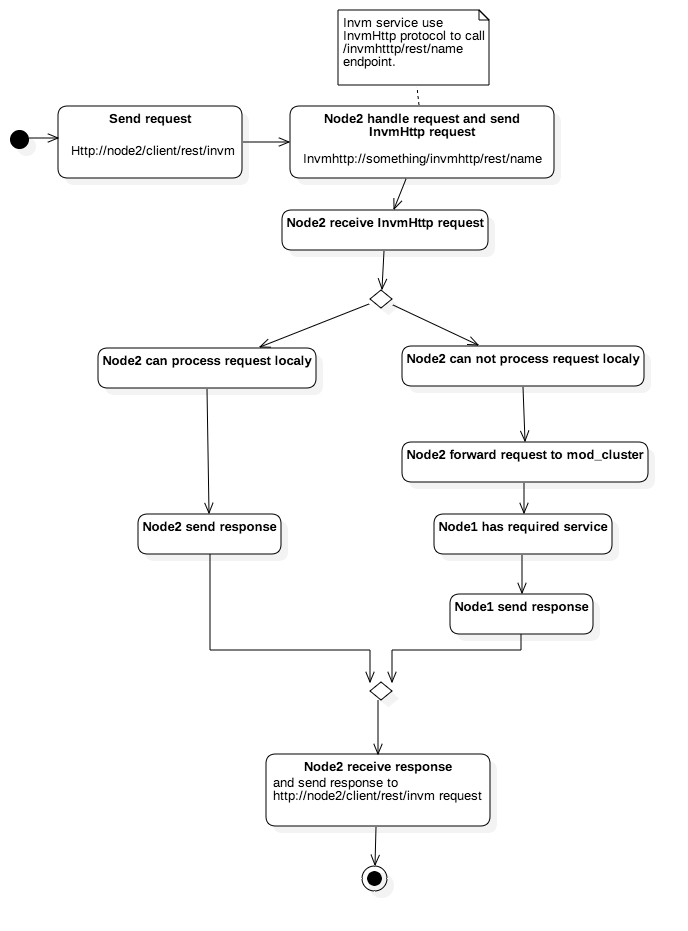 Invm service use
InvmHttp protocol to call
/invmhtttp/rest/name
endpoint.
Send request
Http://node2/client/rest/invm
Node2 handle request and send
InvmHttp request
Invmhttp://something/invmhttp/rest/name
Node2 receive InvmHttp request
Node2 can process request localy
Node2 can not process request localy
Node2 forward request to mod_cluster
Node2 send response
Node1 has required service
Node1 send response
Node2 receive response
and send response to
http://node2/client/rest/invm request